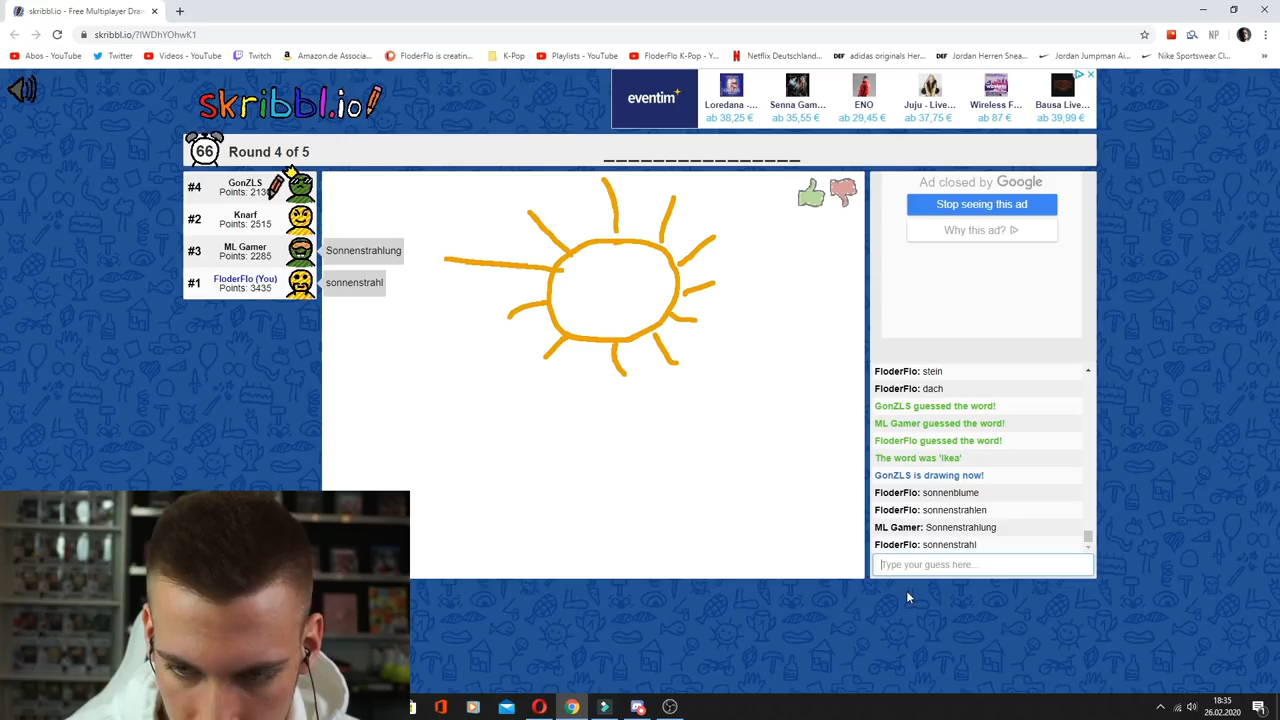 skribbl.io - Free Multiplayer Draw
skribbl.io/?IWDhYOhwK1
NP
Abos - YouTube
Twitter
Videos - YouTube
Twitch
Amazon.de Associa...
FloderFlo is creatin...
K-Pop
Playlists - YouTube
FloderFlo K-Pop - Y...
Netflix Deutschland...
adidas originals Her...
Jordan Herren Snea...
Jordan Jumpman Ai...
Nike Sportswear Cl...
skribbl.io
eventim
Loredana -...
ab 38,25 €
Senna Gam...
ab 35,55 €
ENO
ab 29,45 €
Juju - Live...
ab 37,75 €
Wireless F...
ab 87 €
Bausa Live...
ab 39,99 €
66
Round 4 of 5
_______________
#4
GonZLS
#2
Knarf
Points: 2515
#3
ML Gamer
Points: 2285
Sonnenstrahlung
#1
FloderFlo (You)
Points: 3435
sonnenstrahl
Ad closed by Google
Stop seeing this ad
Why this ad?
FloderFlo: stein
FloderFlo: dach
GonZLS guessed the word!
ML Gamer guessed the word!
FloderFlo guessed the word!
The word was 'Ikea'
GonZLS is drawing now!
FloderFlo: sonnenblume
FloderFlo: sonnenstrahlen
ML Gamer: Sonnenstrahlung
FloderFlo: sonnenstrahl
Type your guess here...
18:35
26.02.2020